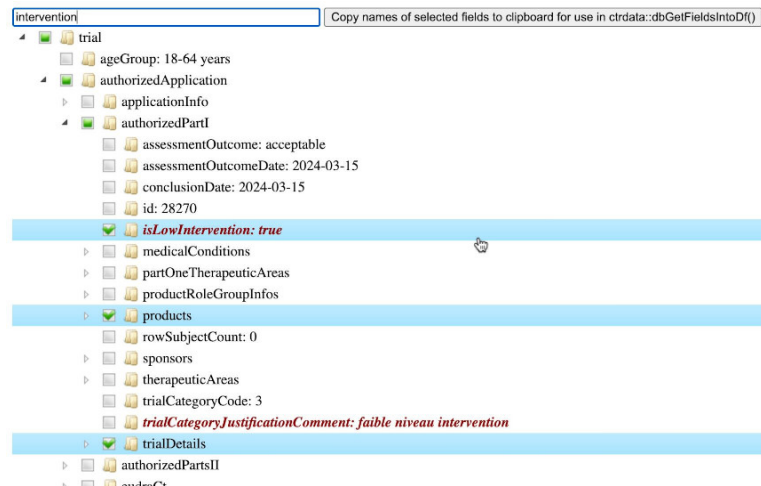 intervention
Copy names of selected fields to clipboard for use in ctrdata::dbGetFieldsIntoDf()
trial
ageGroup: 18-64 years
authorizedApplication
applicationInfo
authorizedPartI
assessmentOutcome: acceptable
assessmentOutcomeDate: 2024-03-15
conclusionDate: 2024-03-15
id: 28270
isLowIntervention: true
medicalConditions
partOneTherapeuticAreas
productRoleGroupInfos
products
rowSubjectCount: 0
sponsors
therapeuticAreas
trialCategoryCode: 3
trialCategoryJustificationComment: faible niveau intervention
trialDetails
authorizedPartsII
eudraCt